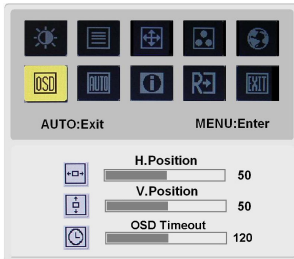 OSD AUTO i R EXIT
AUTO:Exit MENU:Enter
H.Position
50
V.Position
50
OSD Timeout
120